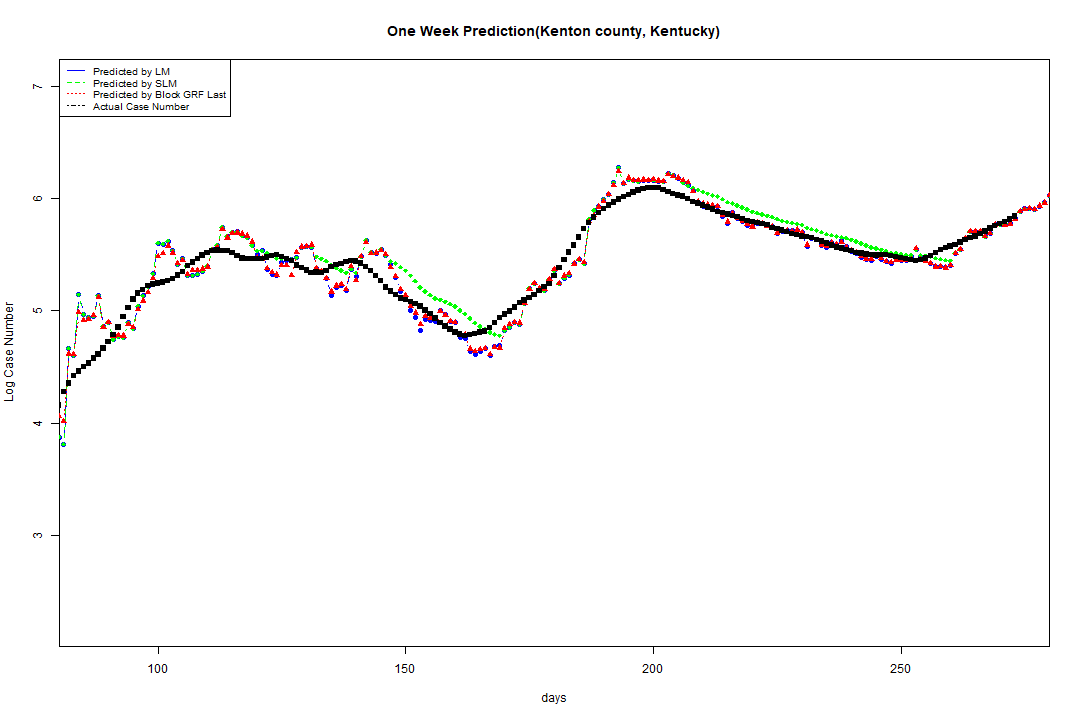 One Week Prediction(Kenton county, Kentucky)
Predicted by LM
Predicted by SLM
Predicted by Block GRF Last
Actual Case Number
7
6
5
4
3
Log Case Number
100 150 200 250
days